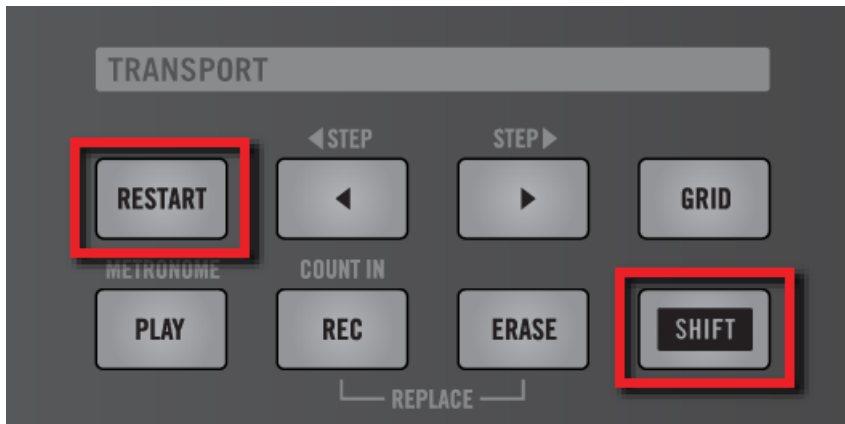 TRANSPORT
◀STEP STEP▶
RESTART GRID
METRONOME COUNT IN
PLAY REC ERASE SHIFT
REPLACE